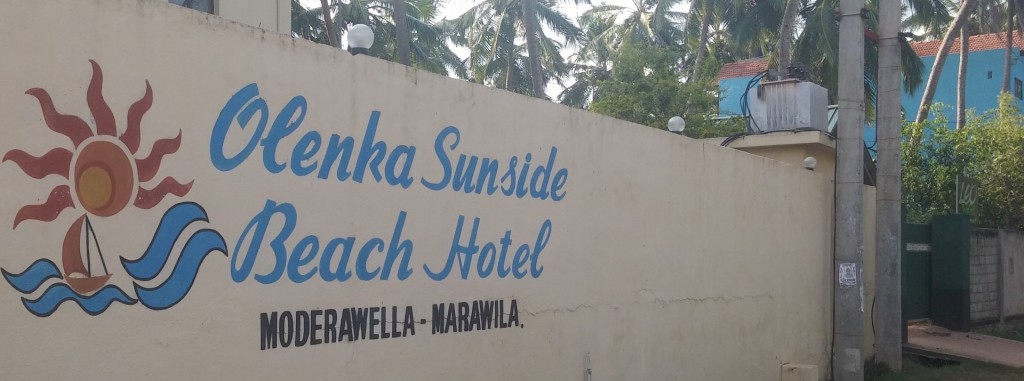 Olenka Sunside
Beach Hotel
MODERAWELLA - MARAWILA.